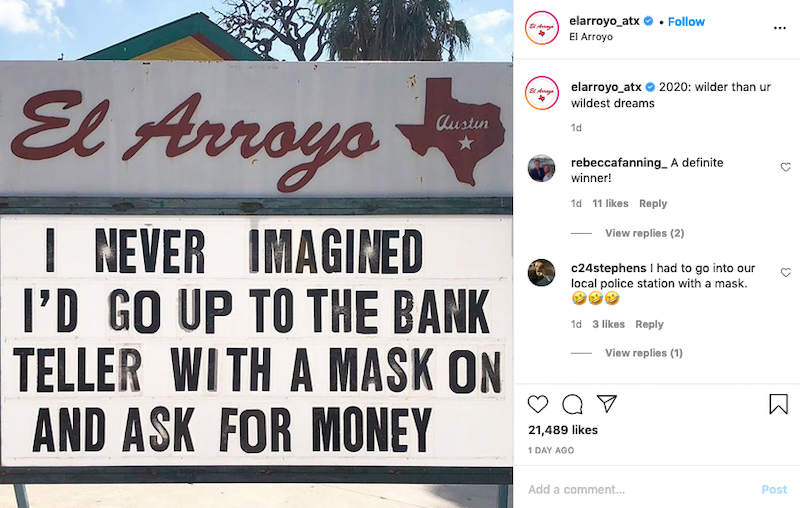 El Arroyo
Austin
I NEVER IMAGINED
I'D GO UP TO THE BANK
TELLER WITH A MASK ON
AND ASK FOR MONEY
elarroyo_atx • Follow
El Arroyo
elarroyo_atx 2020: wilder than ur
wildest dreams
1d
rebeccafanning_ A definite
winner!
1d 11 likes Reply
View replies (2)
c24stephens I had to go into our
local police station with a mask.
🤣🤣🤣
1d 3 likes Reply
View replies (1)
21,489 likes
1 DAY AGO
Add a comment... Post